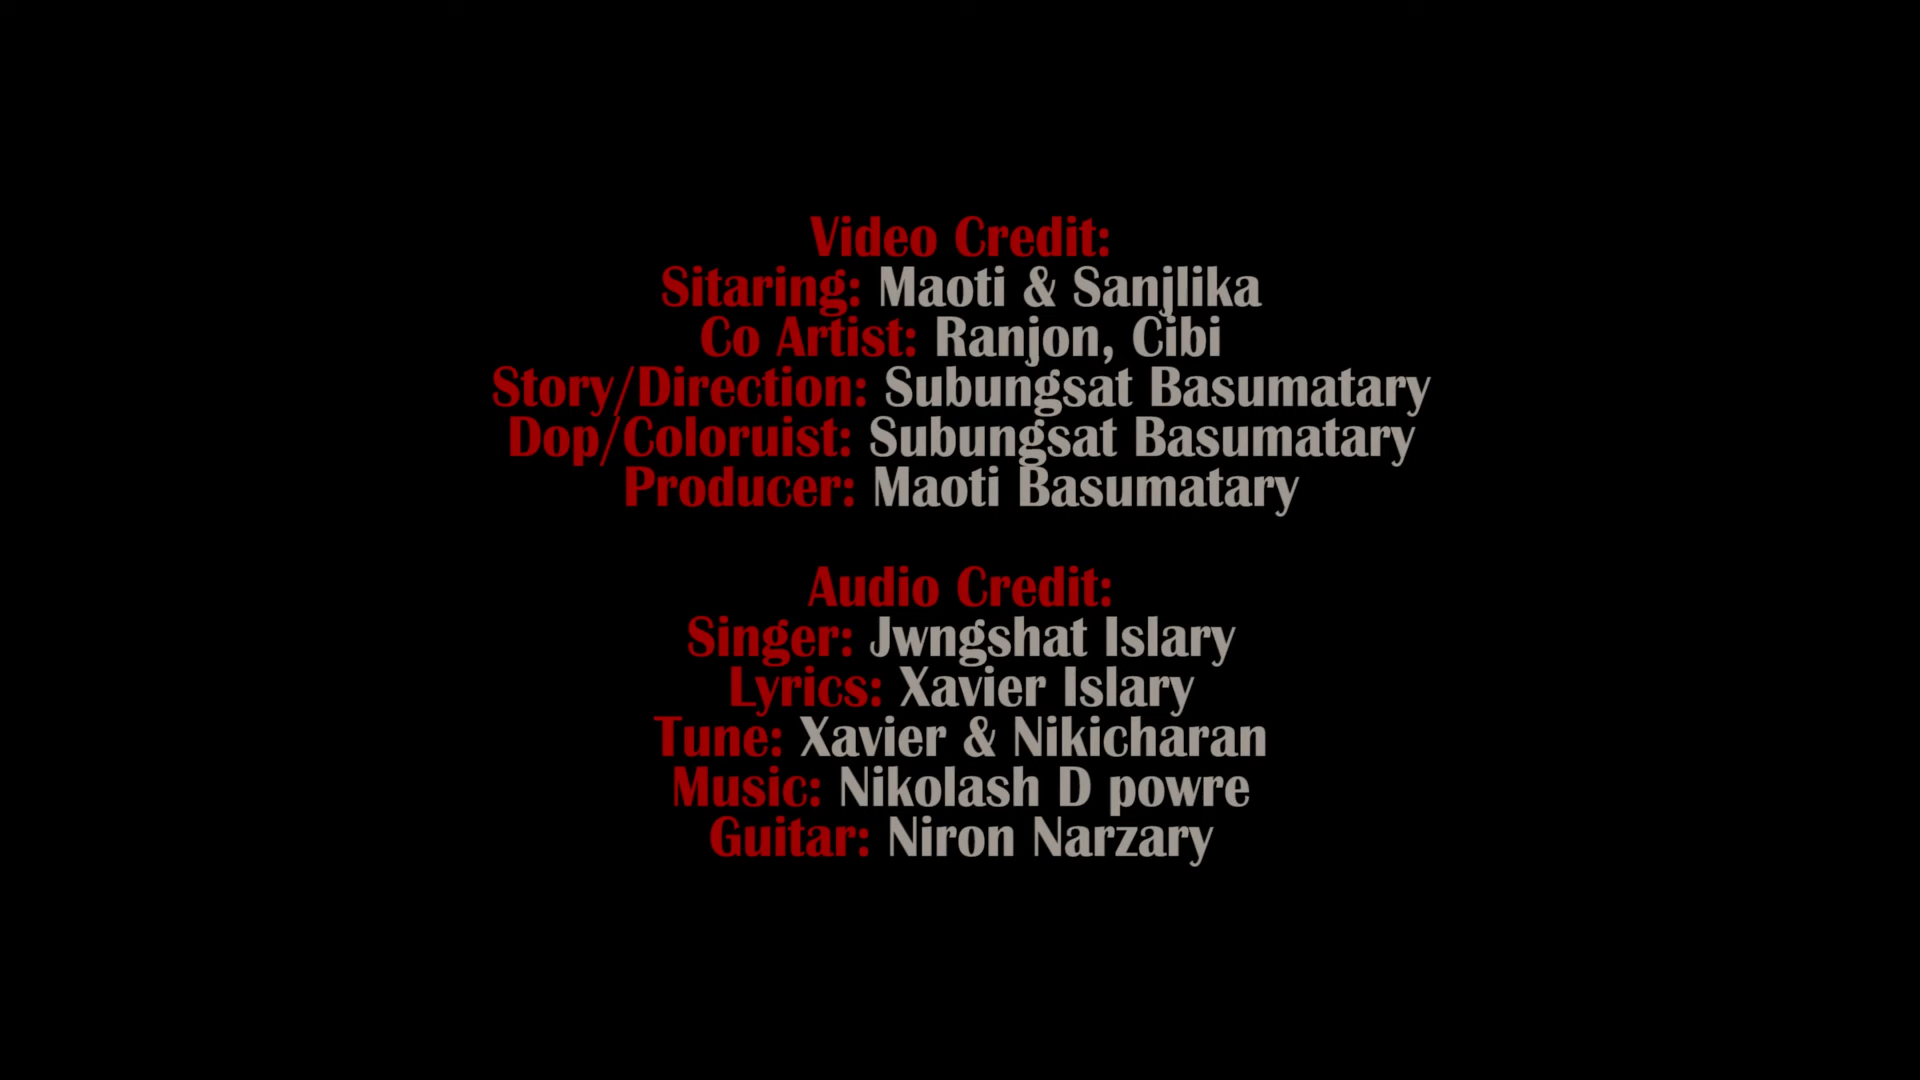 Video Credit:
Sitaring: Maoti & Sanjlika
Co Artist: Ranjon, Cibi
Story/Direction: Subungsat Basumatary
Dop/Coloruist: Subungsat Basumatary
Producer: Maoti Basumatary
Audio Credit:
Singer: Jwngshat Islary
Lyrics: Xavier Islary
Tune: Xavier & Nikicharan
Music: Nikolash D powre
Guitar: Niron Narzary